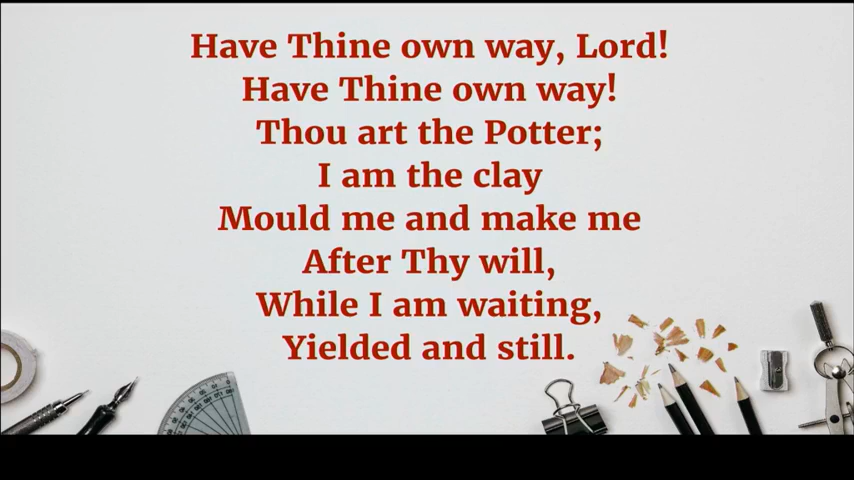 Have Thine own way, Lord!
Have Thine own way!
Thou art the Potter;
I am the clay
Mould me and make me
After Thy will,
While I am waiting,
Yielded and still.